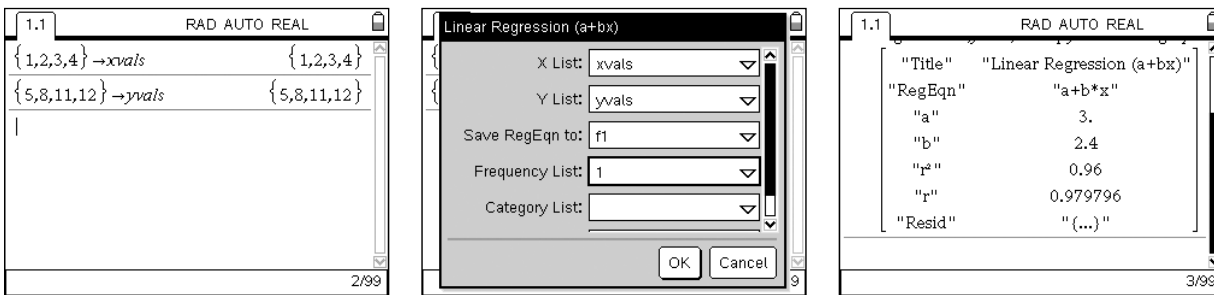 1.1 RAD AUTO REAL
{1,2,3,4}→xvals {1,2,3,4}
{5,8,11,12}→yvals {5,8,11,12}
2/99
Linear Regression (a+bx)
X List: xvals
Y List: yvals
Save RegEqn to: f1
Frequency List: 1
Category List:
OK Cancel
9
1.1 RAD AUTO REAL
"Title" "Linear Regression (a+bx)"
"RegEqn" "a+b*x"
"a" 3.
"b" 2.4
"r²" 0.96
"r" 0.979796
"Resid" "{...}"
3/99